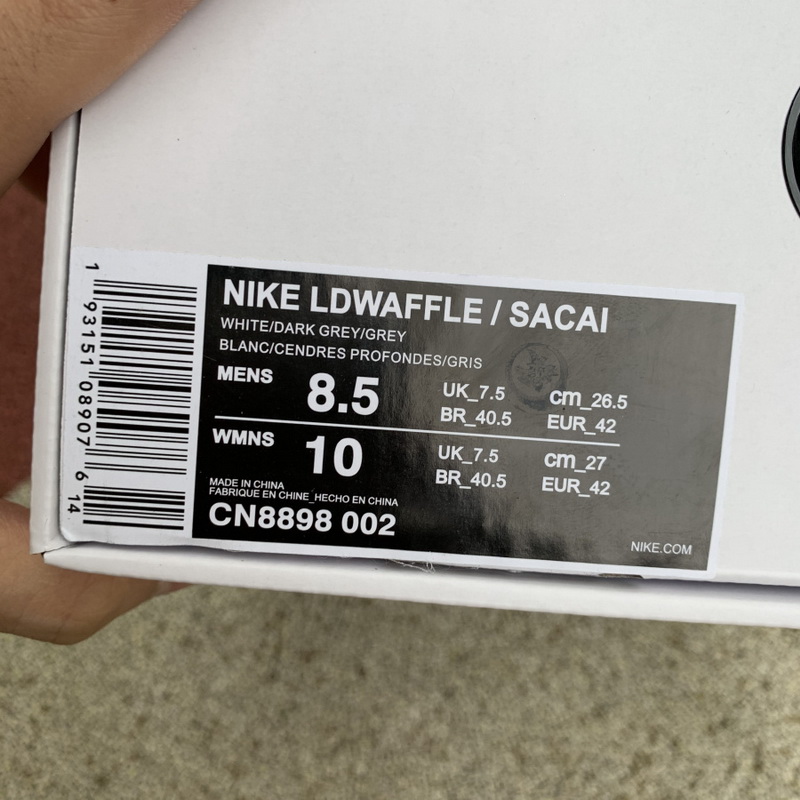 1 93151 08907 6 14
NIKE LDWAFFLE / SACAI
WHITE/DARK GREY/GREY
BLANC/CENDRES PROFONDES/GRIS
MENS 8.5 UK_7.5 cm_26.5
BR_40.5 EUR_42
WMNS 10 UK_7.5 cm_27
BR_40.5 EUR_42
MADE IN CHINA
FABRIQUE EN CHINE_HECHO EN CHINA
CN8898 002
NIKE.COM